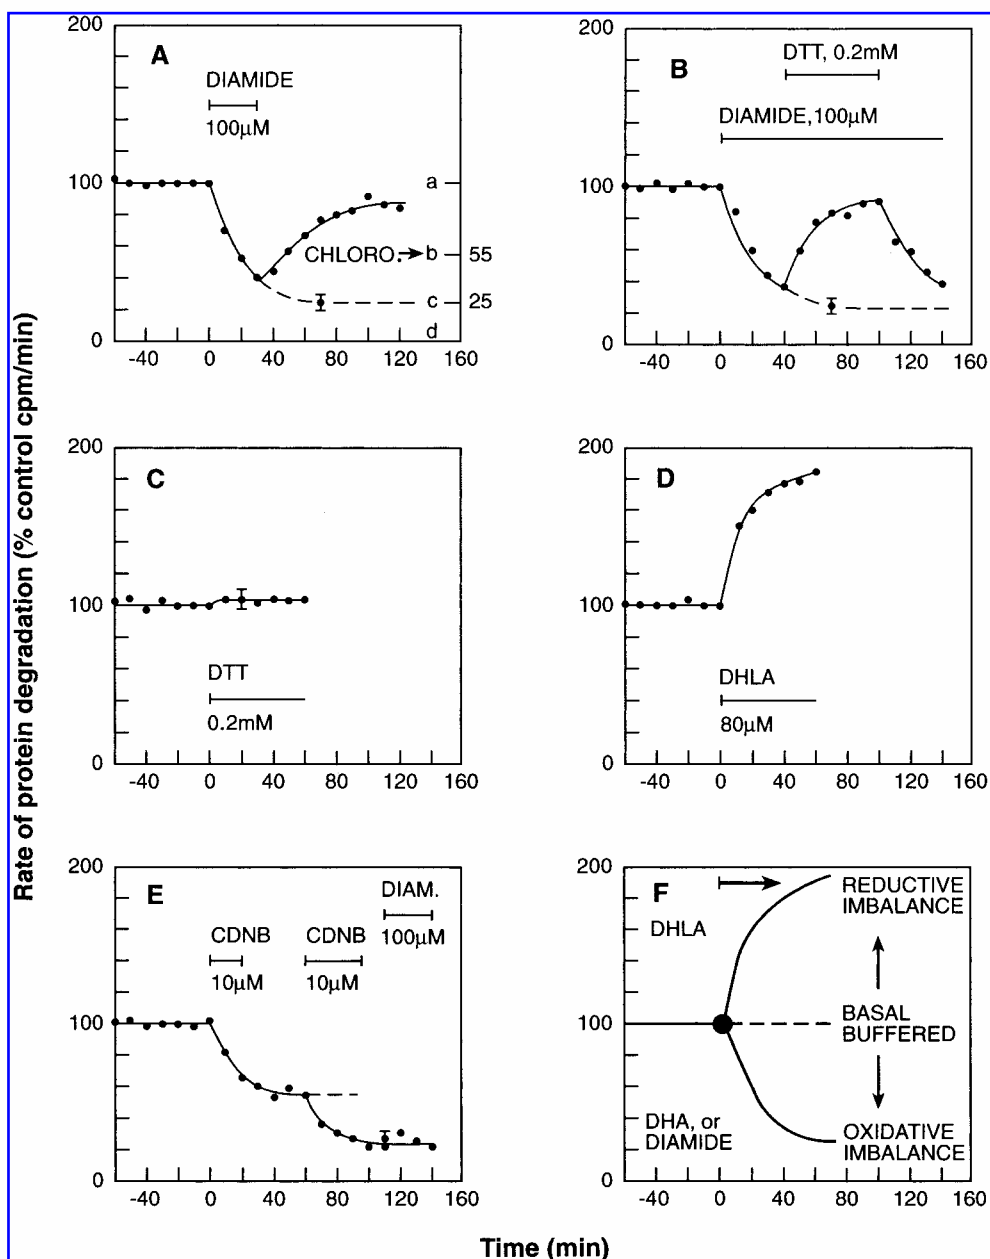 Rate of protein degradation (% control cpm/min)
200
A
DIAMIDE
100µM
100
a
CHLORO. b 55
c 25
d
0
-40 0 40 80 120 160
200
DTT, 0.2mM
B
DIAMIDE,100µM
100
0
-40 0 40 80 120 160
200
C
100
DTT
0.2mM
0
-40 0 40 80 120 160
200
D
100
DHLA
80µM
0
-40 0 40 80 120 160
200
E
DIAM.
100µM
CDNB CDNB
10µM 10µM
100
0
-40 0 40 80 120 160
200
F
REDUCTIVE
IMBALANCE
DHLA
100
BASAL
BUFFERED
DHA, or
DIAMIDE
OXIDATIVE
IMBALANCE
0
-40 0 40 80 120 160
Time (min)